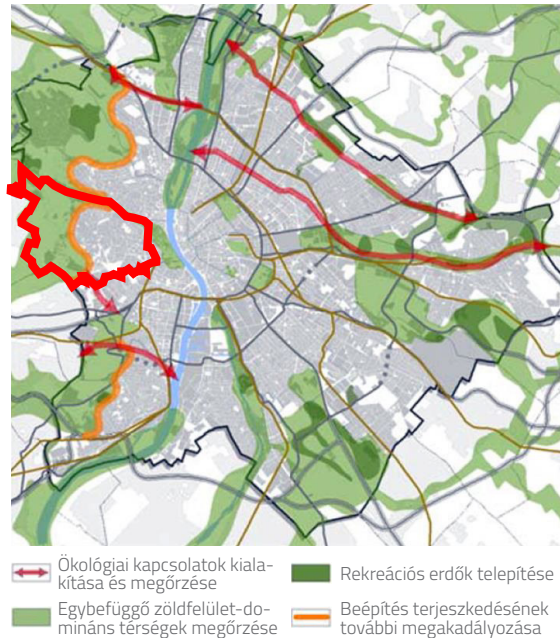 Ökológiai kapcsolatok kiala-
kítása és megőrzése
Egybefüggő zöldfelület-do-
mináns térségek megőrzése
Rekreációs erdők telepítése
Beépítés terjeszkedésének
további megakadályozása